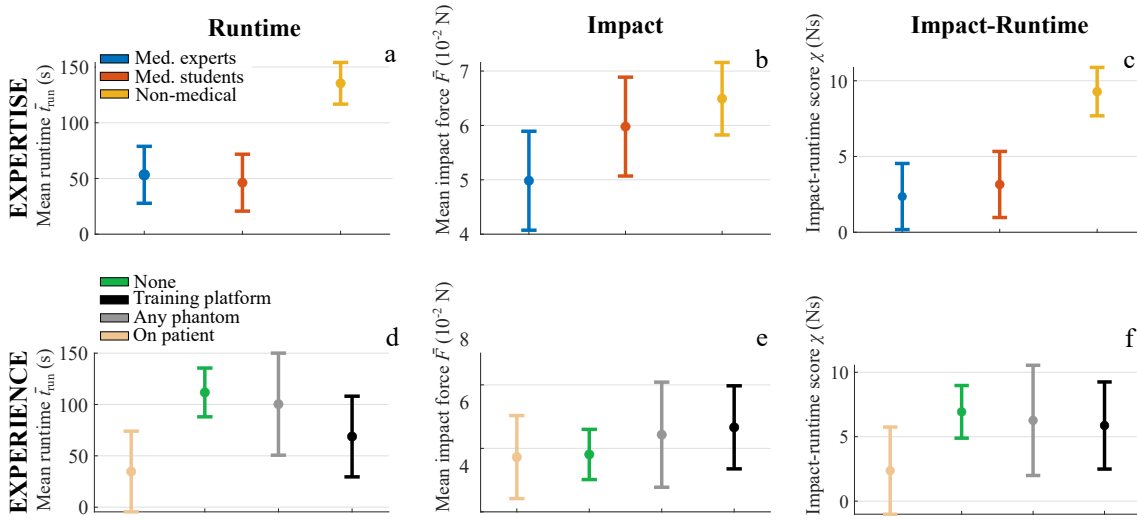 Runtime
Impact
Impact-Runtime
EXPERTISE
Mean runtime t̄run (s)
150
100
50
0
Med. experts
Med. students
Non-medical
a
Mean impact force F̄ (10-2 N)
7
6
5
4
b
Impact-runtime score χ (Ns)
10
5
0
c
EXPERIENCE
Mean runtime t̄run (s)
150
100
50
0
None
Training platform
Any phantom
On patient
d
Mean impact force F̄ (10-2 N)
8
6
4
e
Impact-runtime score χ (Ns)
10
5
0
f